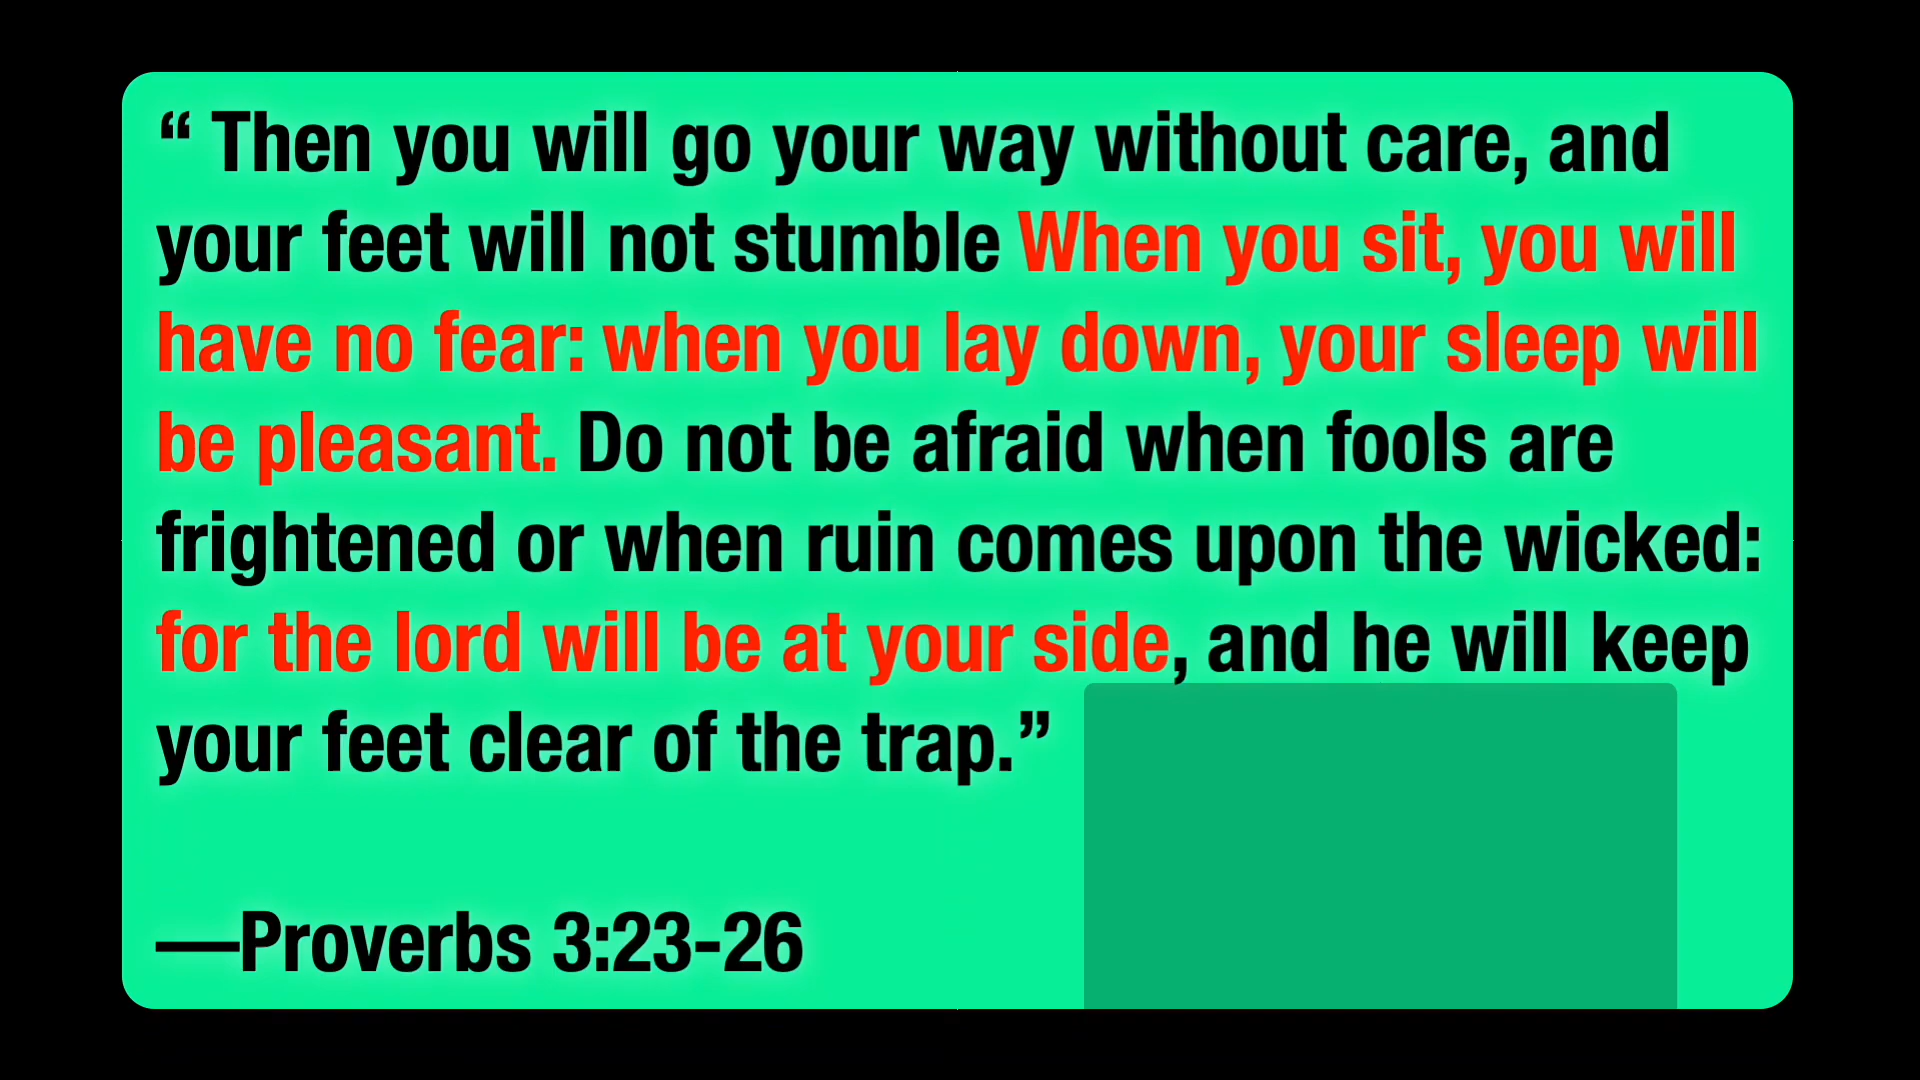 “ Then you will go your way without care, and
your feet will not stumble When you sit, you will
have no fear: when you lay down, your sleep will
be pleasant. Do not be afraid when fools are
frightened or when ruin comes upon the wicked:
for the lord will be at your side, and he will keep
your feet clear of the trap.”
—Proverbs 3:23-26